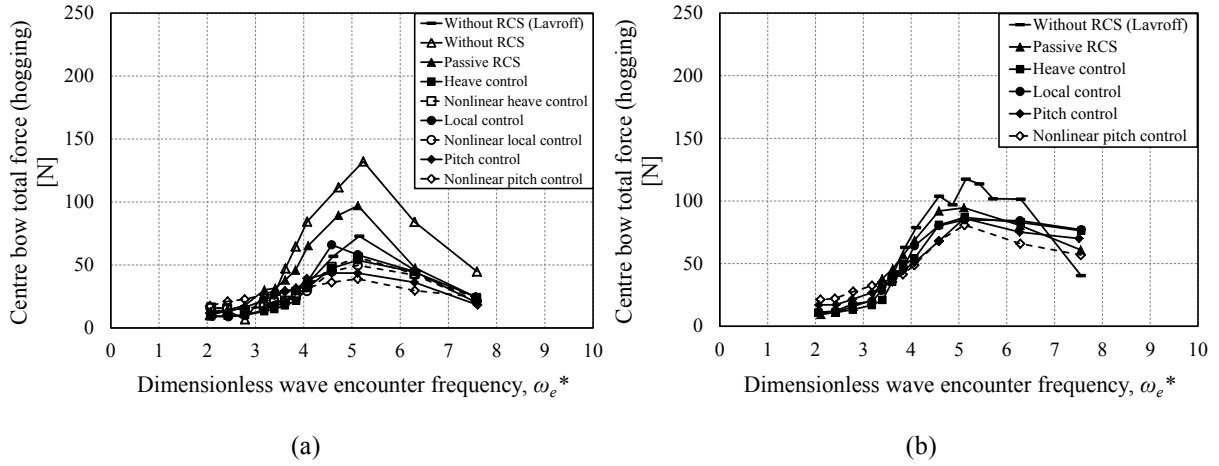 Centre bow total force (hogging)
[N]
250
200
150
100
50
0
Without RCS (Lavroff)
Without RCS
Passive RCS
Heave control
Nonlinear heave control
Local control
Nonlinear local control
Pitch control
Nonlinear pitch control
0 1 2 3 4 5 6 7 8 9 10
Dimensionless wave encounter frequency, ωe*
(a)
Centre bow total force (hogging)
[N]
250
200
150
100
50
0
Without RCS (Lavroff)
Passive RCS
Heave control
Local control
Pitch control
Nonlinear pitch control
0 1 2 3 4 5 6 7 8 9 10
Dimensionless wave encounter frequency, ωe*
(b)